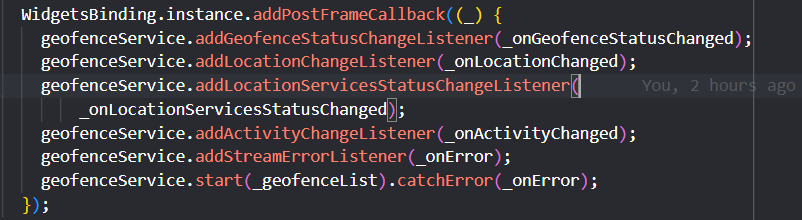 WidgetsBinding.instance.addPostFrameCallback((_) {
geofenceService.addGeofenceStatusChangeListener(_onGeofenceStatusChanged);
geofenceService.addLocationChangeListener(_onLocationChanged);
geofenceService.addLocationServicesStatusChangeListener( You, 2 hours ago
_onLocationServicesStatusChanged);
geofenceService.addActivityChangeListener(_onActivityChanged);
geofenceService.addStreamErrorListener(_onError);
geofenceService.start(_geofenceList).catchError(_onError);
});